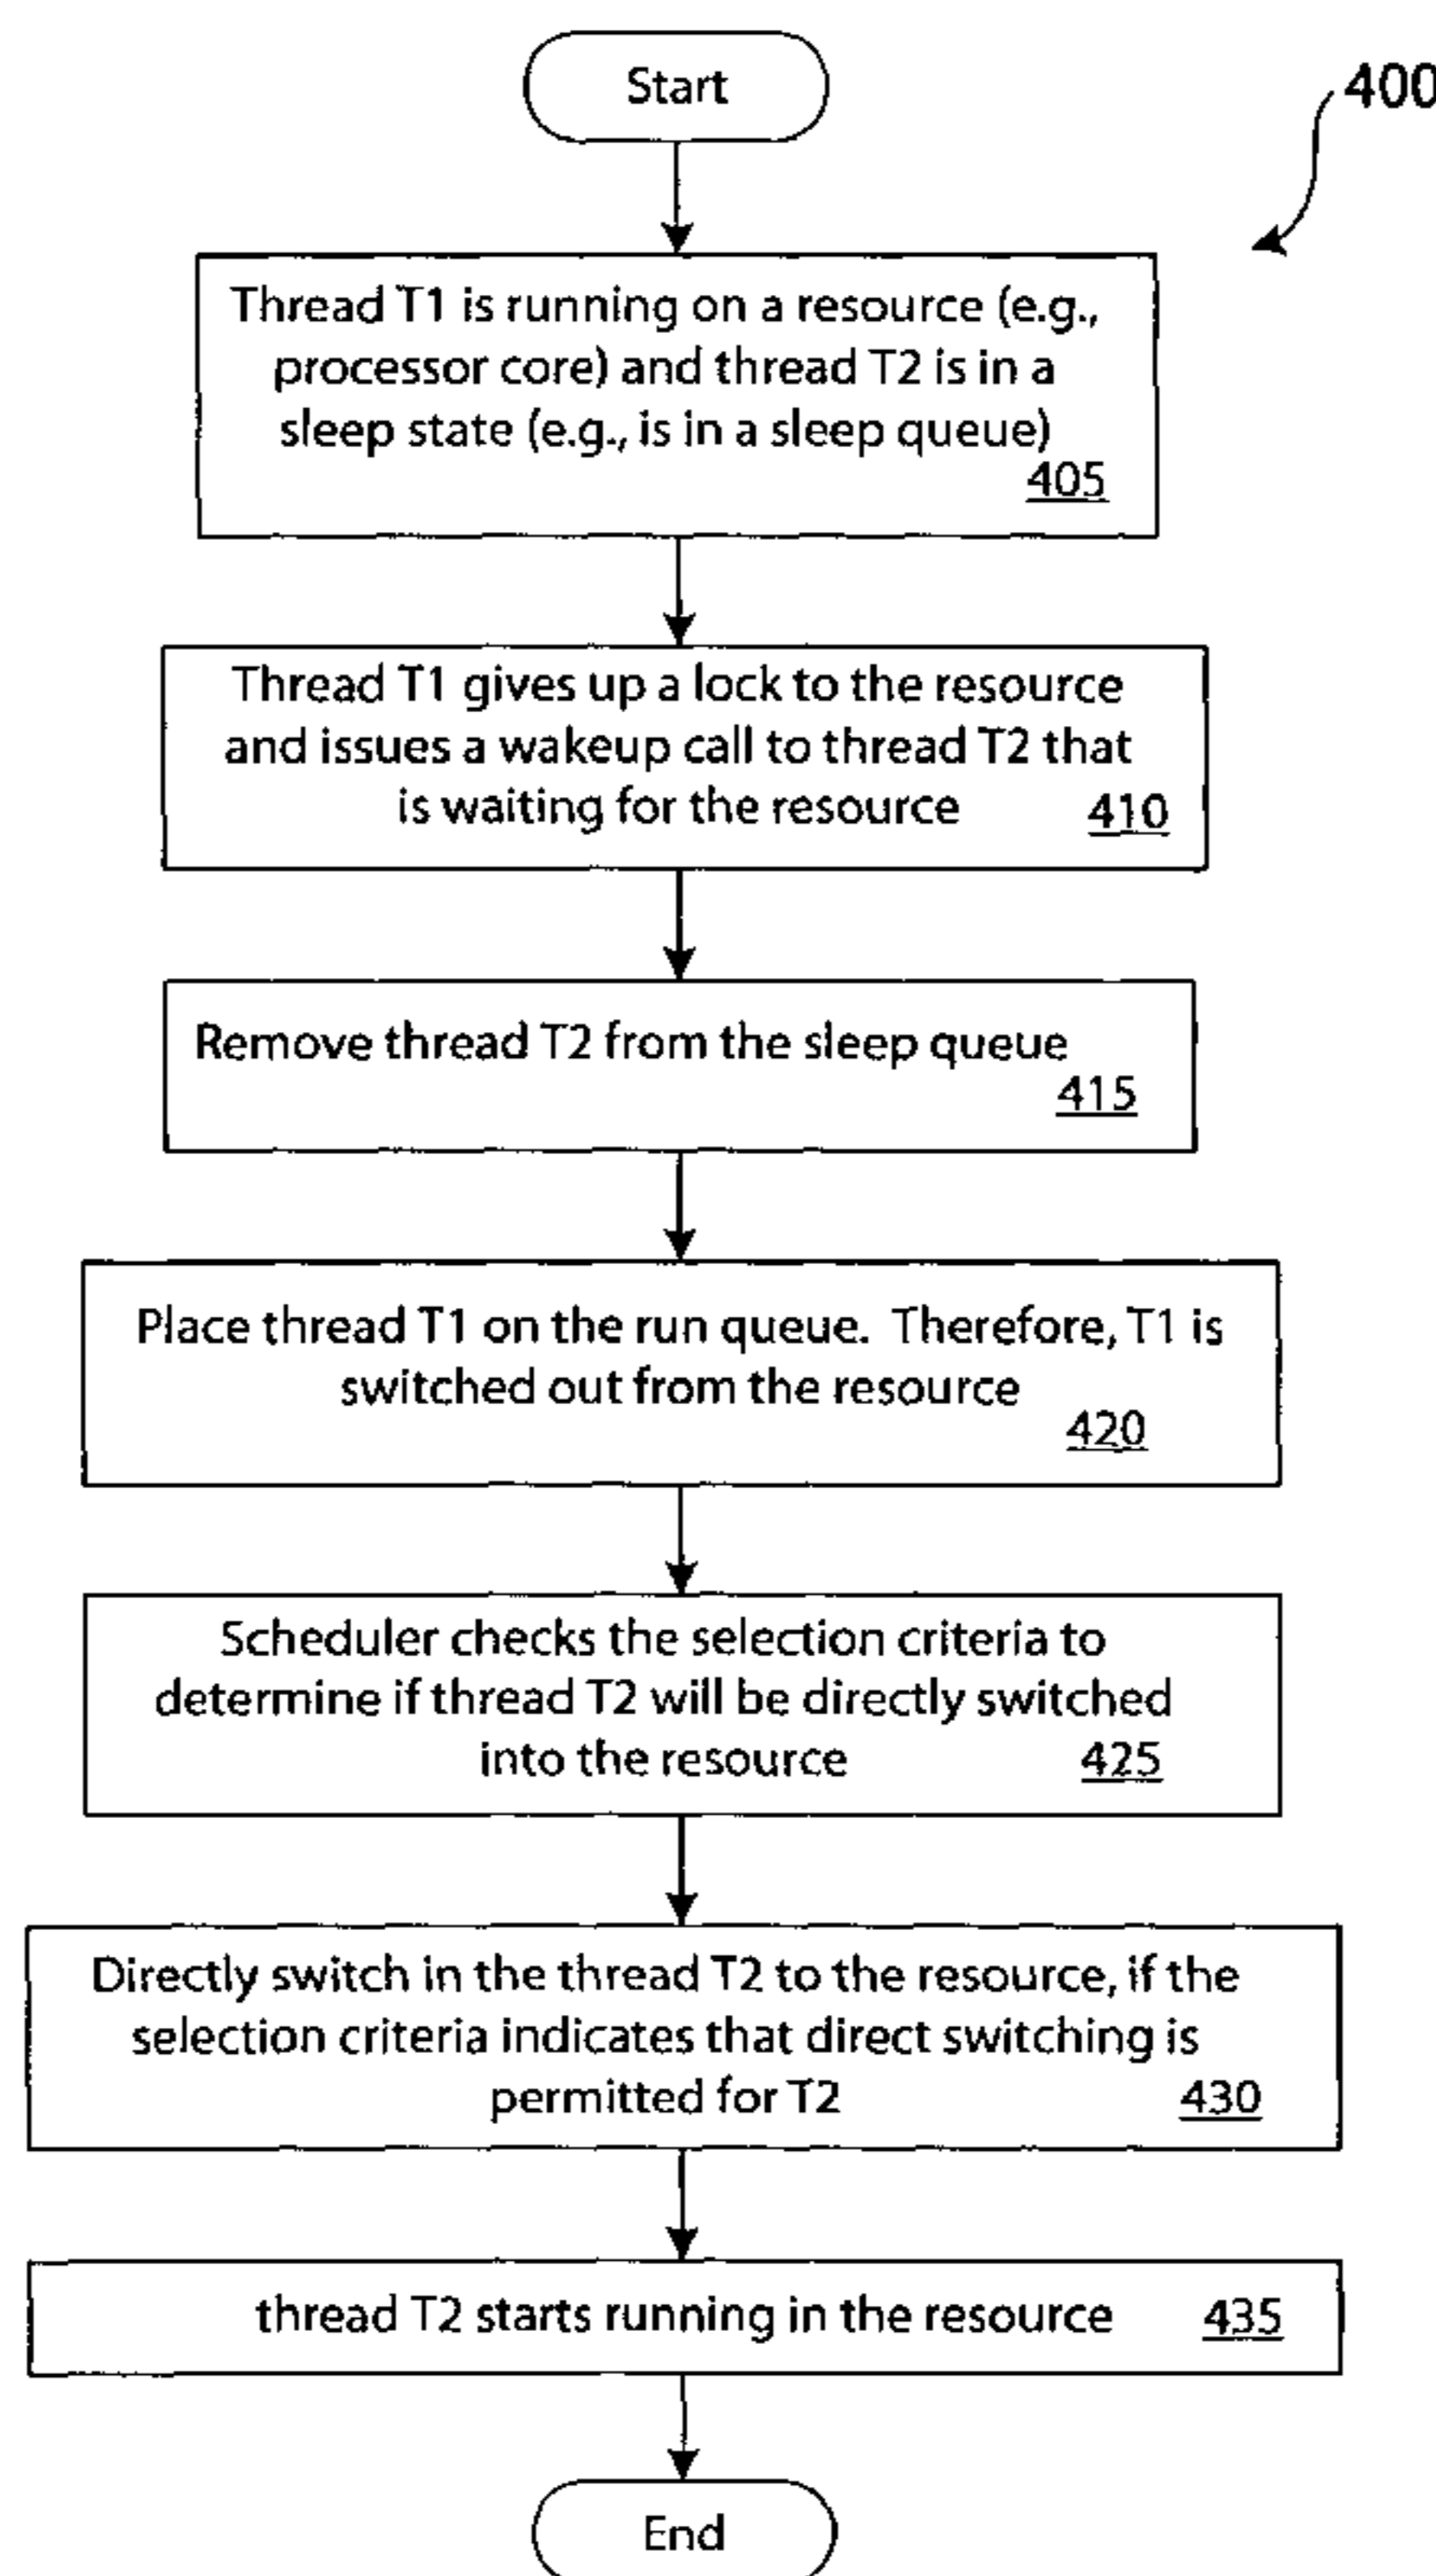 Start
400
Thread T1 is running on a resource (e.g.,
processor core) and thread T2 is in a
sleep state (e.g., is in a sleep queue)
405
Thread T1 gives up a lock to the resource
and issues a wakeup call to thread T2 that
is waiting for the resource 410
Remove thread T2 from the sleep queue
415
Place thread T1 on the run queue. Therefore, T1 is
switched out from the resource
420
Scheduler checks the selection criteria to
determine if thread T2 will be directly switched
into the resource 425
Directly switch in the thread T2 to the resource, if the
selection criteria indicates that direct switching is
permitted for T2 430
thread T2 starts running in the resource 435
End